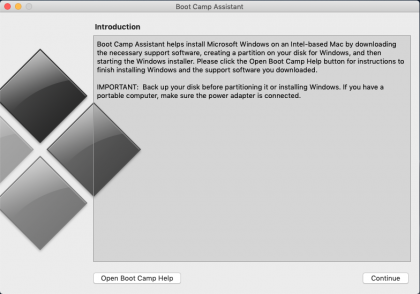 Boot Camp Assistant
Introduction
Boot Camp Assistant helps install Microsoft Windows on an Intel-based Mac by downloading
the necessary support software, creating a partition on your disk for Windows, and then
starting the Windows installer. Please click the Open Boot Camp Help button for instructions to
finish installing Windows and the support software you downloaded.
IMPORTANT: Back up your disk before partitioning it or installing Windows. If you have a
portable computer, make sure the power adapter is connected.
Open Boot Camp Help
Continue